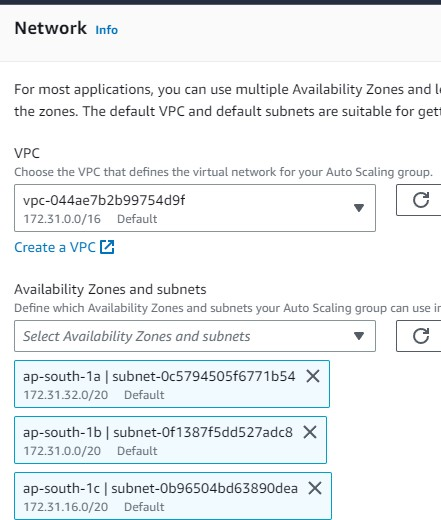 Network Info
For most applications, you can use multiple Availability Zones and
the zones. The default VPC and default subnets are suitable for
VPC
Choose the VPC that defines the virtual network for your Auto Scaling group.
vpc-044ae7b2b99754d9f
172.31.0.0/16 Default
Create a VPC
Availability Zones and subnets
Define which Availability Zones and subnets your Auto Scaling group can use
Select Availability Zones and subnets
ap-south-1a | subnet-0c5794505f6771b54
172.31.32.0/20 Default
ap-south-1b | subnet-0f1387f5dd527adc8
172.31.0.0/20 Default
ap-south-1c | subnet-0b96504bd63890dea
172.31.16.0/20 Default